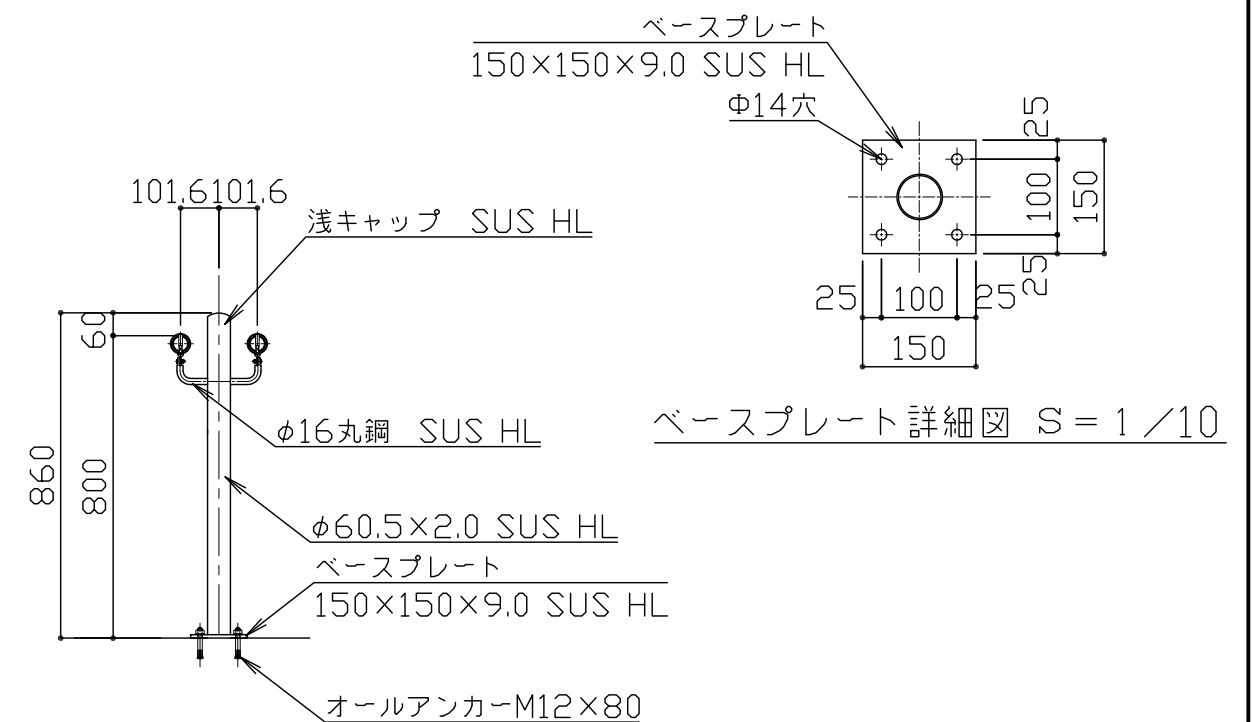 ベースプレート
150×150×9.0 SUS HL
Φ14穴
25
100
150
25
25 100 25
150
ベースプレート詳細図 S=1/10
101.6 101.6
浅キャップ SUS HL
60
φ16丸鋼 SUS HL
860
800
φ60.5×2.0 SUS HL
ベースプレート
150×150×9.0 SUS HL
オールアンカーM12×80